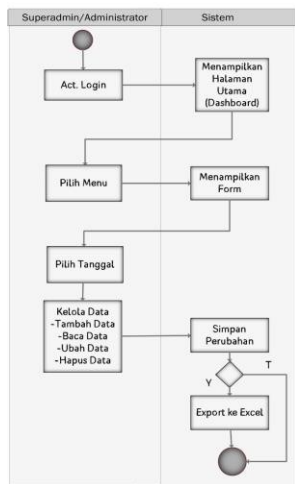 Superadmin/Administrator
Sistem
Act. Login
Menampilkan
Halaman
Utama
(Dashboard)
Pilih Menu
Menampilkan
Form
Pilih Tanggal
Kelola Data
-Tambah Data
-Baca Data
-Ubah Data
-Hapus Data
Simpan
Perubahan
T
Y
Export ke Excel